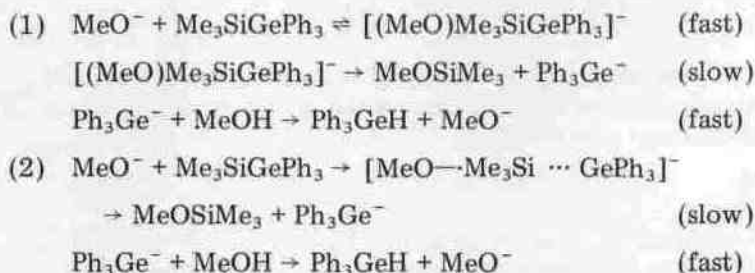 (1) MeO⁻ + Me₃SiGePh₃ ⇌ [(MeO)Me₃SiGePh₃]⁻ (fast)
[(MeO)Me₃SiGePh₃]⁻ → MeOSiMe₃ + Ph₃Ge⁻ (slow)
Ph₃Ge⁻ + MeOH → Ph₃GeH + MeO⁻ (fast)
(2) MeO⁻ + Me₃SiGePh₃ → [MeO—·Me₃Si ··· GePh₃]⁻
→ MeOSiMe₃ + Ph₃Ge⁻ (slow)
Ph₃Ge⁻ + MeOH → Ph₃GeH + MeO⁻ (fast)